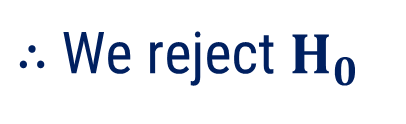 ∴ We reject H₀